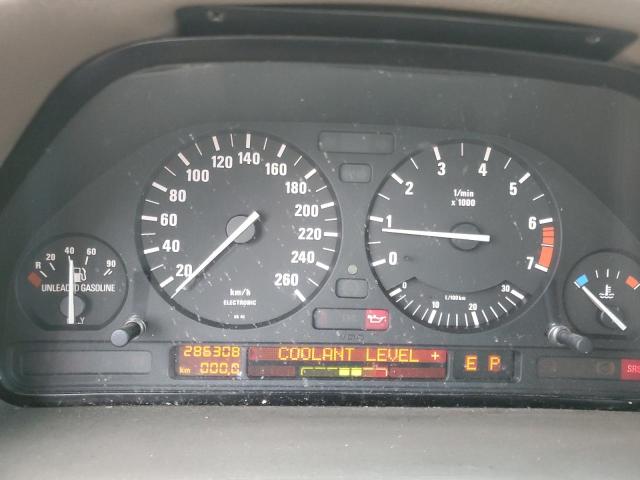 120 140
100 160
80 180
60 200
40 220
20 240
260
km/h
ELECTRONIC
3 4
2 5
1 6
0 7
1/min
x 1000
0 10 20 30
L/100km
R 20 40 60 90
UNLEADED GASOLINE
286308
km 000,0
COOLANT LEVEL +
E P
SRS